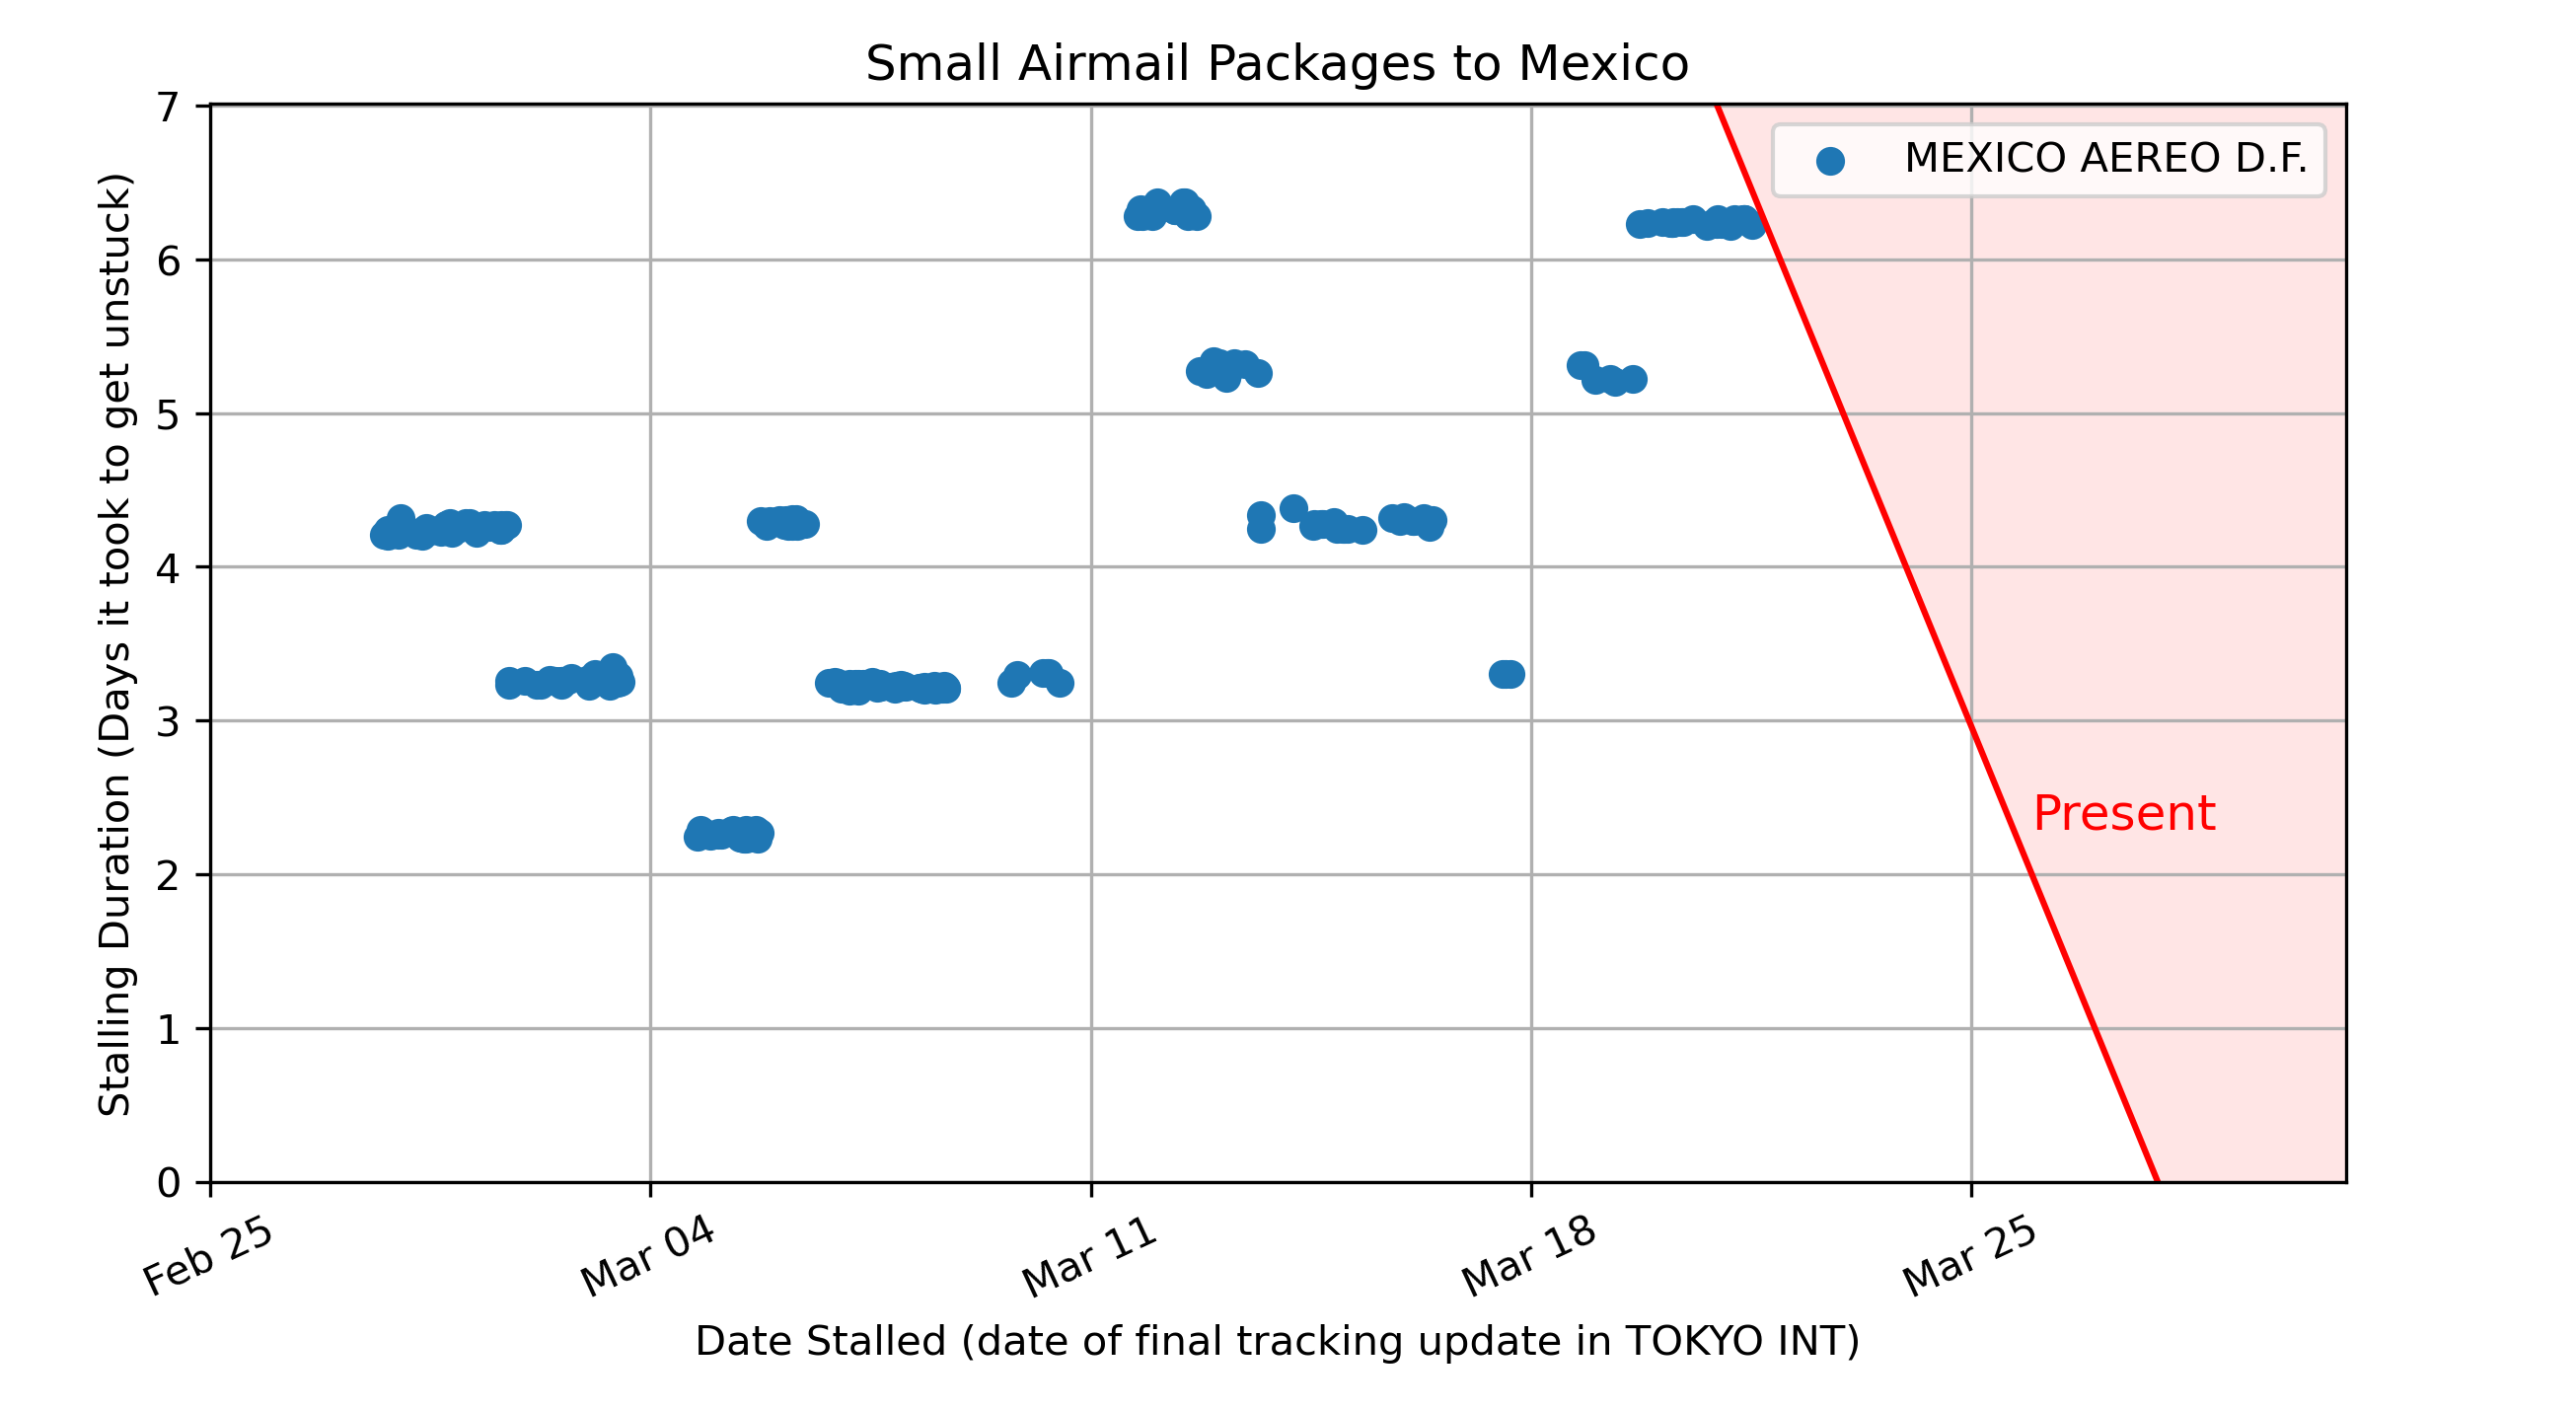 Small Airmail Packages to Mexico
Stalling Duration (Days it took to get unstuck)
7
6
5
4
3
2
1
0
MEXICO AEREO D.F.
Present
Feb 25
Mar 04
Mar 11
Mar 18
Mar 25
Date Stalled (date of final tracking update in TOKYO INT)